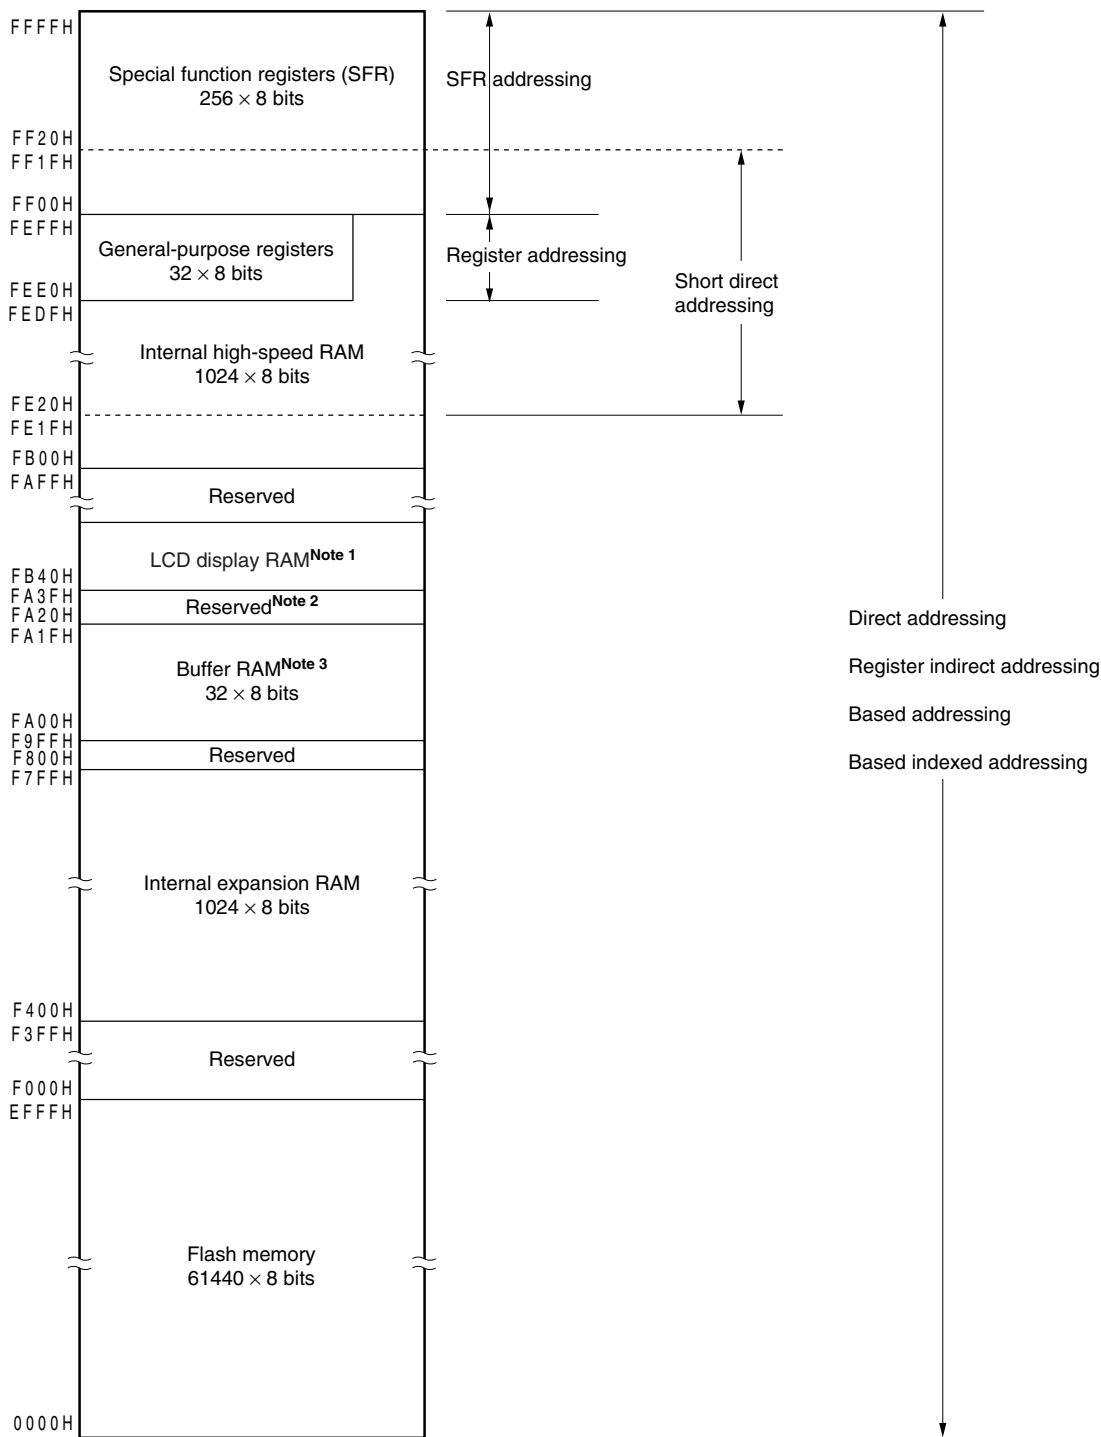 FFFFH
Special function registers (SFR)
256 × 8 bits
SFR addressing
FF20H
FF1FH
FF00H
FEFFH
General-purpose registers
32 × 8 bits
Register addressing
Short direct
addressing
FEE0H
FEDFH
Internal high-speed RAM
1024 × 8 bits
FE20H
FE1FH
FB00H
FAFFH
Reserved
LCD display RAMNote 1
FB40H
FA3FH
Reserved Note 2
FA20H
FA1FH
Buffer RAMNote 3
32 × 8 bits
FA00H
F9FFH
Reserved
F800H
F7FFH
Direct addressing
Register indirect addressing
Based addressing
Based indexed addressing
Internal expansion RAM
1024 × 8 bits
F400H
F3FFH
Reserved
F000H
EFFFH
Flash memory
61440 × 8 bits
0000H